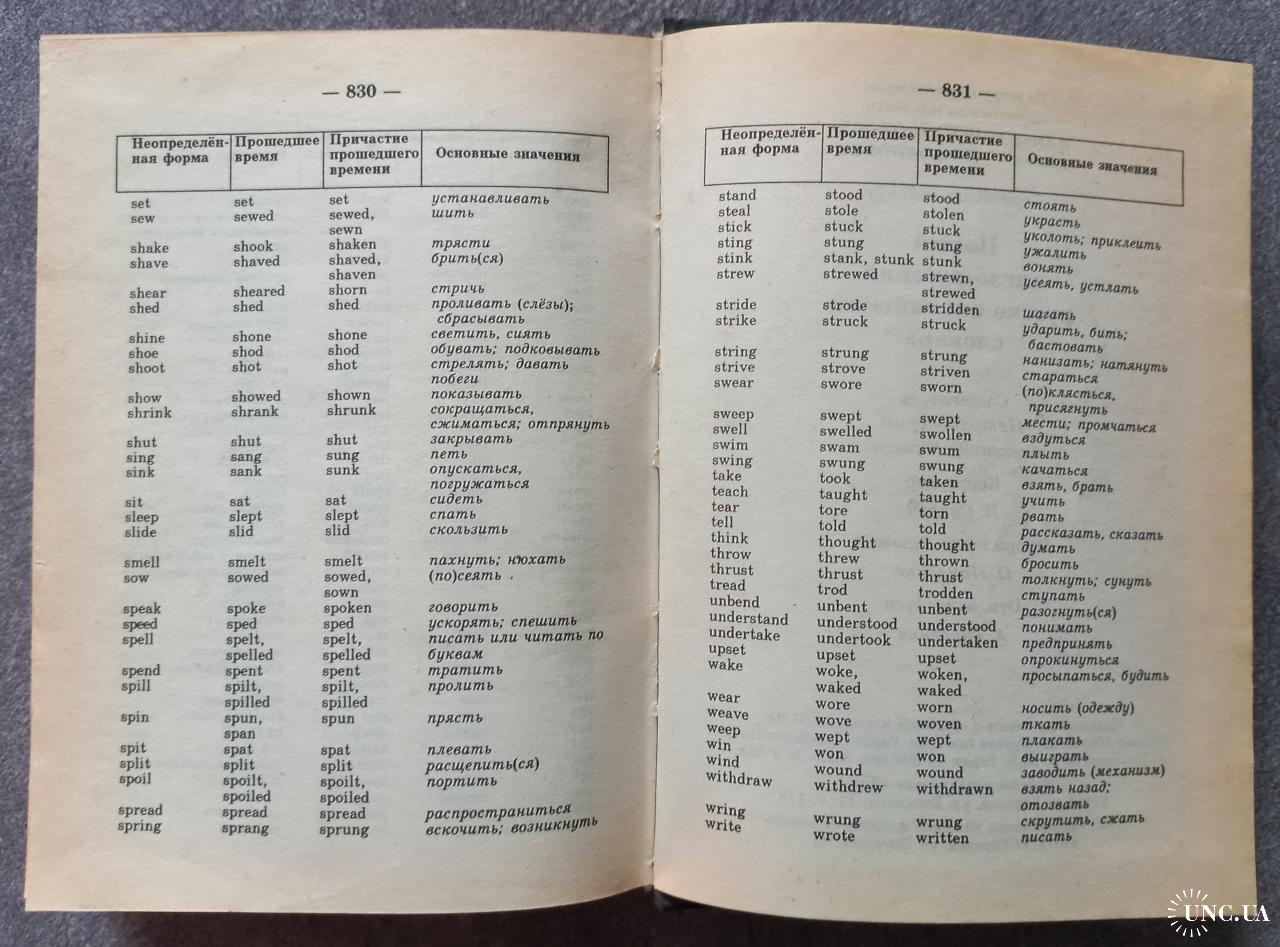 — 830 —
Неопределён- Прошедшее Причастие Основные значения
ная форма время прошедшего
времени
set set set устанавливать
sew sewed sewed, шить
sewn
shake shook shaken трясти
shave shaved shaved, брить(ся)
shaven
shear sheared shorn стричь
shed shed shed проливать (слёзы);
сбрасывать
shine shone shone светить, сиять
shoe shod shod обувать; подковывать
shoot shot shot стрелять; давать
побеги
show showed shown показывать
shrink shrank shrunk сокращаться,
сжиматься; отпрянуть
shut shut shut закрывать
sing sang sung петь
sink sank sunk опускаться,
погружаться
sit sat sat сидеть
sleep slept slept спать
slide slid slid скользить
smell smelt smelt пахнуть; нюхать
sow sowed sowed, (по)сеять
sown
speak spoke spoken говорить
speed sped sped ускорять; спешить
spell spelt, spelt, писать или читать по
spelled spelled буквам
spend spent spent тратить
spill spilt, spilt, пролить
spilled spilled
spin spun, spun прясть
span
spit spat spat плевать
split split split расщепить(ся)
spoil spoilt, spoilt, портить
spoiled spoiled
spread spread spread распространиться
spring sprang sprung вскочить; возникнуть
— 831 —
Неопределён- Прошедшее Причастие Основные значения
ная форма время прошедшего
времени
stand stood stood стоять
steal stole stolen украсть
stick stuck stuck уколоть; приклеить
sting stung stung ужалить
stink stank, stunk stunk вонять
strew strewed strewn, усеять, устлать
strewed
stride strode stridden шагать
strike struck struck ударить, бить;
бастовать
string strung strung нанизать; натянуть
strive strove striven стараться
swear swore sworn (по)клясться,
присягнуть
sweep swept swept мести; промчаться
swell swelled swollen вздуться
swim swam swum плыть
swing swung swung качаться
take took taken взять, брать
teach taught taught учить
tear tore torn рвать
tell told told рассказать, сказать
think thought thought думать
throw threw thrown бросить
thrust thrust thrust толкнуть; сунуть
tread trod trodden ступать
unbend unbent unbent разогнуть(ся)
understand understood understood понимать
undertake undertook undertaken предпринять
upset upset upset опрокинуться
wake woke, woken, просыпаться, будить
waked waked
wear wore worn носить (одежду)
weave wove woven ткать
weep wept wept плакать
win won won выиграть
wind wound wound заводить (механизм)
withdraw withdrew withdrawn взять назад;
отозвать
wring wrung wrung скрутить, сжать
write wrote written писать
UNC.UA